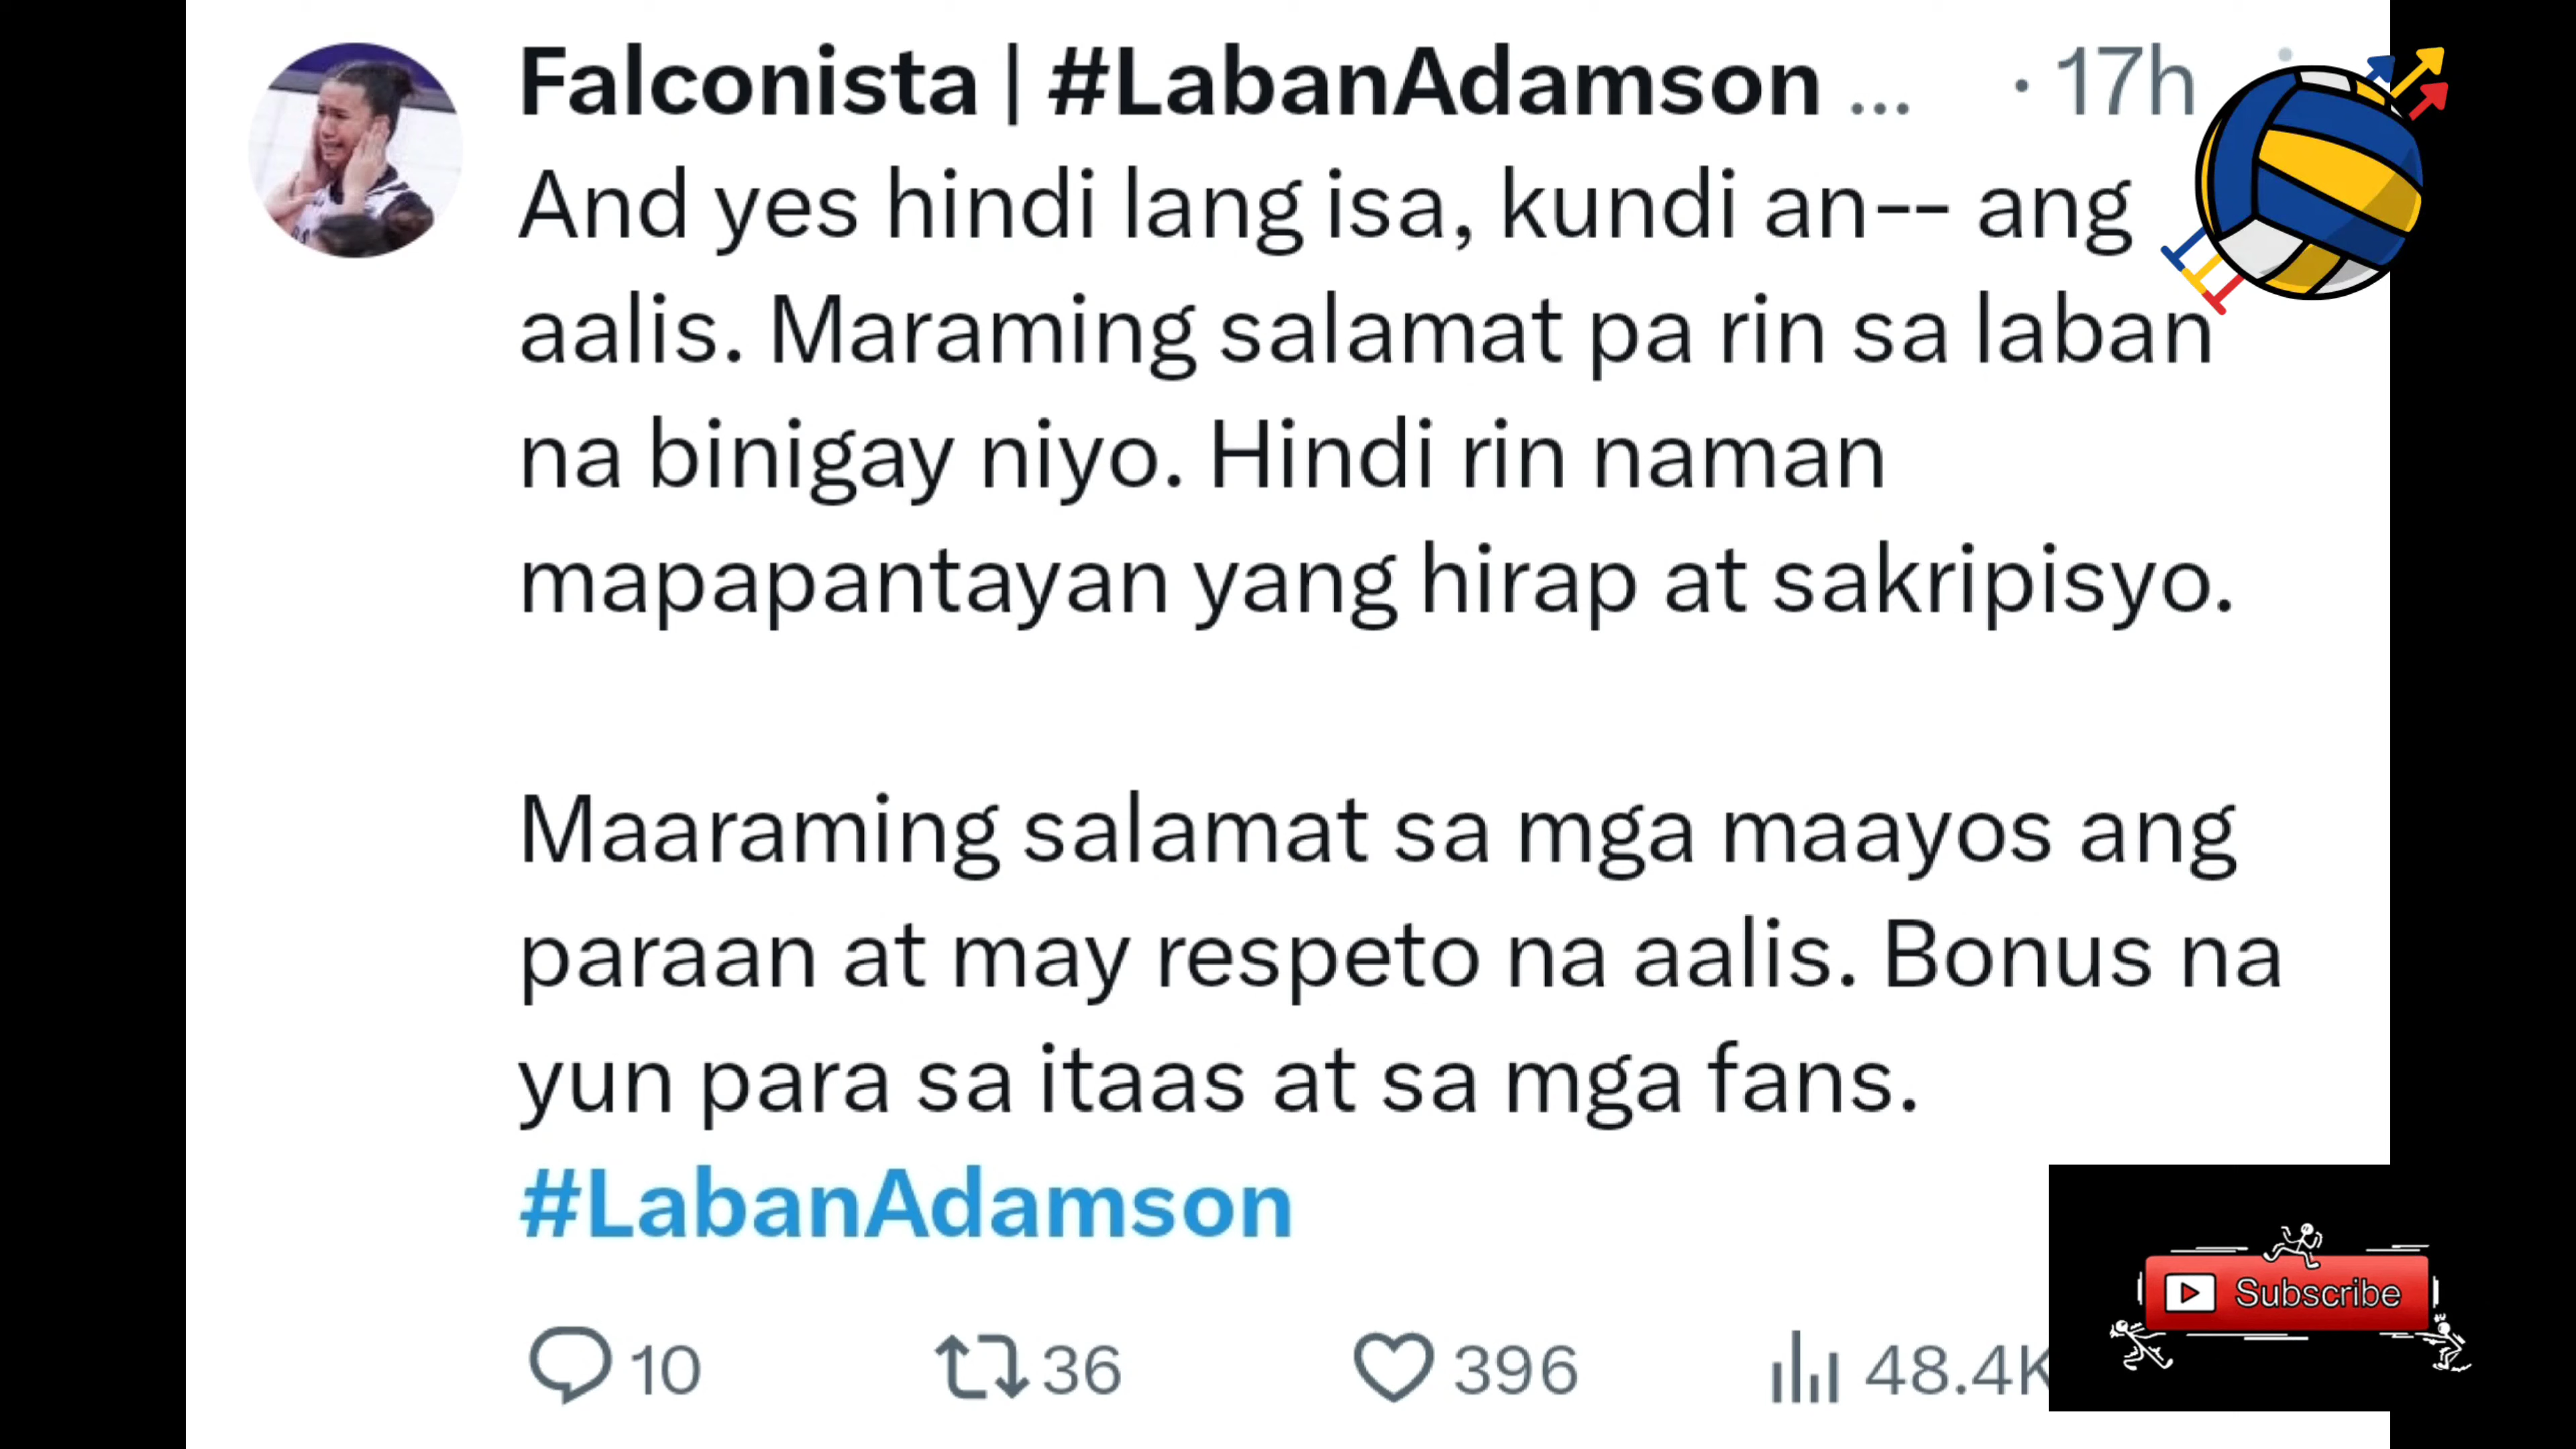 Falconista | #LabanAdamson ... · 17h
And yes hindi lang isa, kundi an-- ang
aalis. Maraming salamat pa rin sa laban
na binigay niyo. Hindi rin naman
mapapantayan yang hirap at sakripisyo.
Maaraming salamat sa mga maayos ang
paraan at may respeto na aalis. Bonus na
yun para sa itaas at sa mga fans.
#LabanAdamson
10 36 396 48.4K
Subscribe